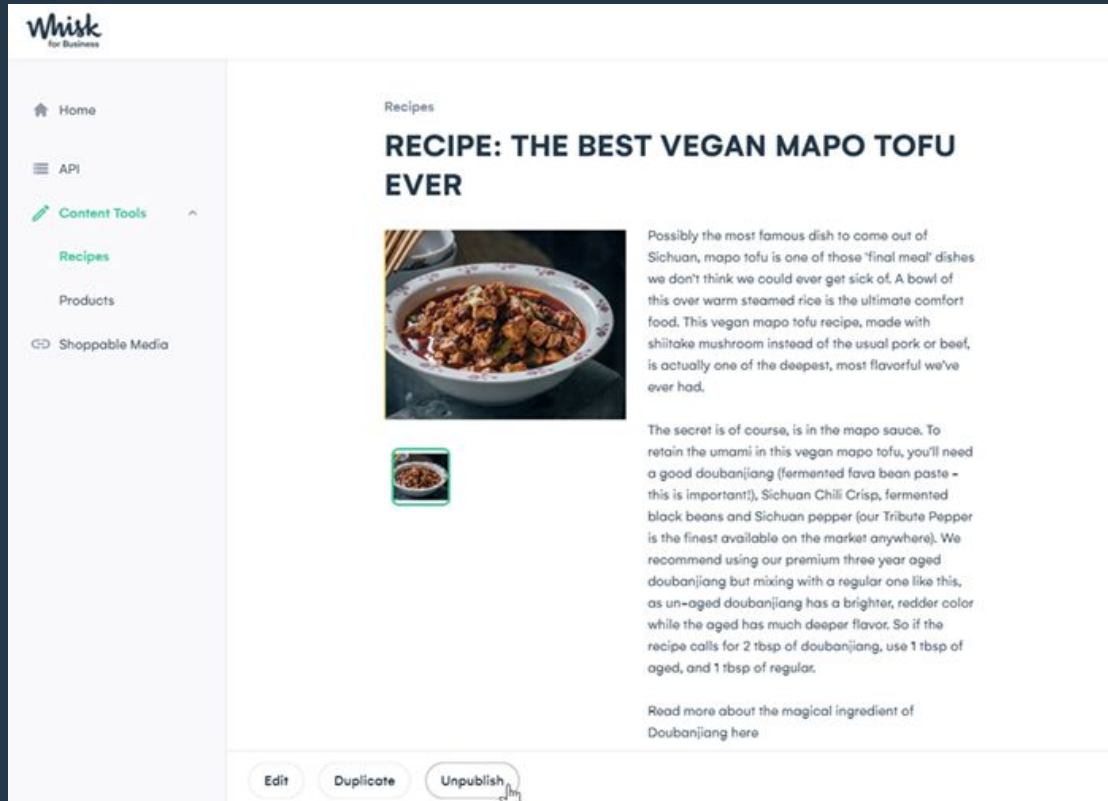 Whisk
for Business
Home
API
Content Tools
Recipes
Products
Shoppable Media
Recipes
RECIPE: THE BEST VEGAN MAPO TOFU
EVER
Possibly the most famous dish to come out of
Sichuan, mapo tofu is one of those 'final meal' dishes
we don't think we could ever get sick of. A bowl of
this over warm steamed rice is the ultimate comfort
food. This vegan mapo tofu recipe, made with
shiitake mushroom instead of the usual pork or beef,
is actually one of the deepest, most flavorful we've
ever had.
The secret is of course, is in the mapo sauce. To
retain the umami in this vegan mapo tofu, you'll need
a good doubanjiang (fermented fava bean paste -
this is important!), Sichuan Chili Crisp, fermented
black beans and Sichuan pepper (our Tribute Pepper
is the finest available on the market anywhere). We
recommend using our premium three year aged
doubanjiang but mixing with a regular one like this,
as un-aged doubanjiang has a brighter, redder color
while the aged has much deeper flavor. So if the
recipe calls for 2 tbsp of doubanjiang, use 1 tbsp of
aged, and 1 tbsp of regular.
Read more about the magical ingredient of
Doubanjiang here
Edit
Duplicate
Unpublish